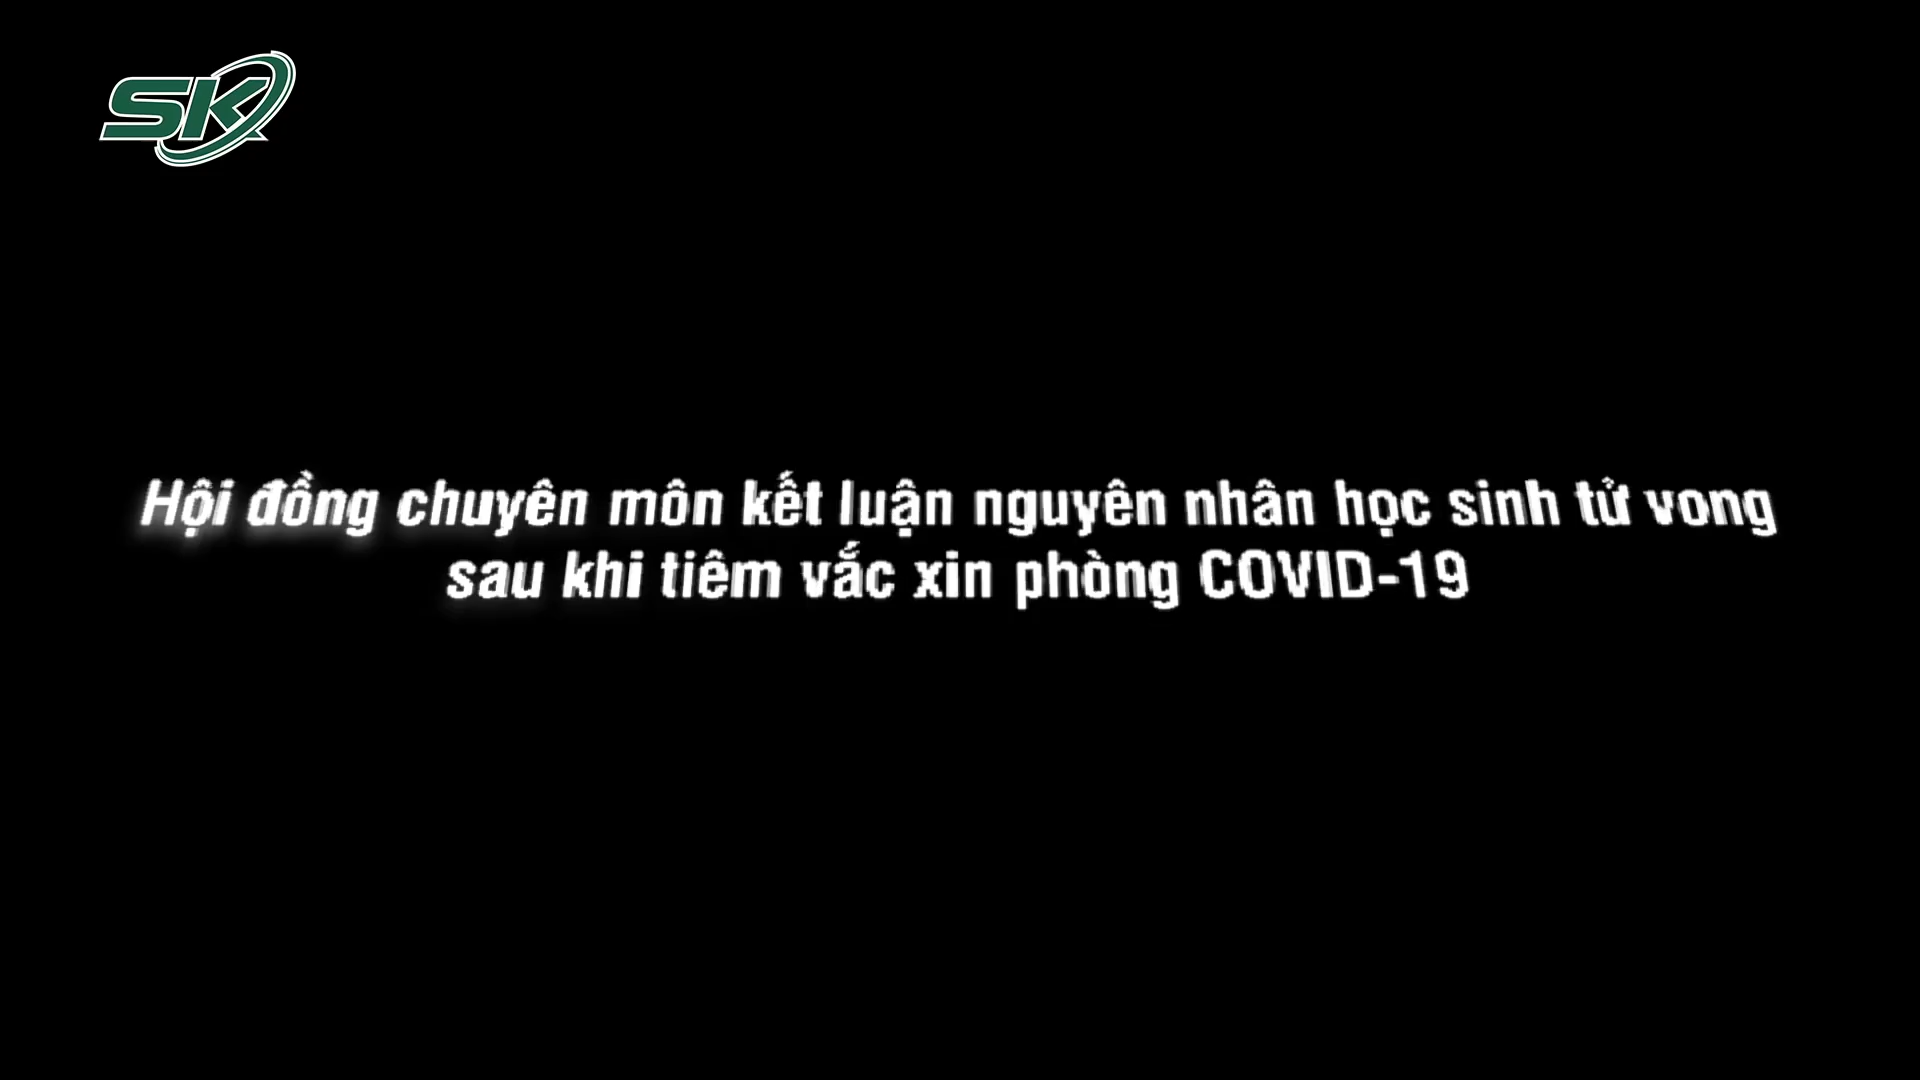 SK
Hội đồng chuyên môn kết luận nguyên nhân học sinh tử vong
sau khi tiêm vắc xin phòng COVID-19